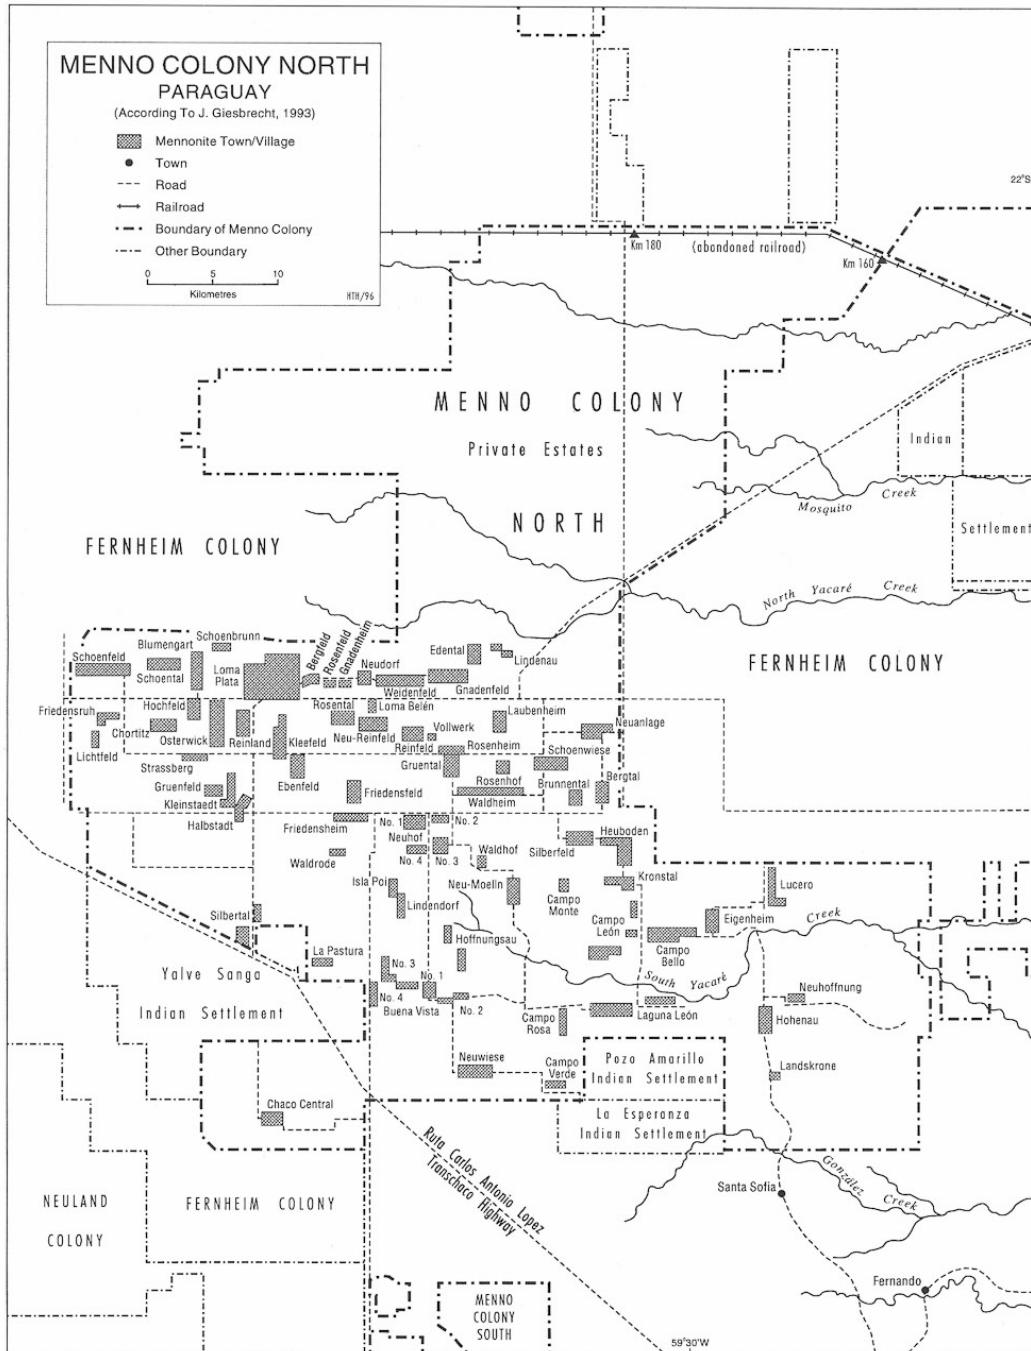 MENNO COLONY NORTH
PARAGUAY
(According To J. Giesbrecht, 1993)
Mennonite Town/Village
Town
Road
Railroad
Boundary of Menno Colony
Other Boundary
0 5 10
Kilometres
HTH/96
22°S
Km 180
(abandoned railroad)
Km 160
MENNO COLONY
Private Estates
NORTH
Indian
Mosquito Creek
Settlement
FERNHEIM COLONY
North Yacaré Creek
FERNHEIM COLONY
Schoenbrunn
Blumengart
Schoenfeld
Schoental
Loma
Plata
Bergfeld
Rosenfeld
Gnadenheim
Neudorf
Edental
Lindenau
Weidenfeld
Gnadenfeld
Friedensruh
Hochfeld
Chortitz
Osterwick
Reinland
Kleefeld
Rosental
Loma Belén
Neu-Reinfeld
Reinfeld
Vollwerk
Laubenheim
Neuanlage
Lichtfeld
Strassberg
Gruental
Rosenheim
Schoenwiese
Gruenfeld
Ebenfeld
Friedensfeld
Rosenhof
Brunnental
Bergtal
Kleinstaedt
Waldheim
Halbstadt
Friedensheim
No. 1
No. 2
Neuhof
No. 4
No. 3
Waldrode
Waldhof
Silberfeld
Heuboden
Isla Poi
Lindendorf
Neu-Moelln
Campo
Monte
Kronstal
Lucero
Silbertal
Campo
León
Eigenheim
Creek
La Pastura
Hoffnungsau
Campo
Bello
Yalve Sanga
Indian Settlement
No. 3
No. 1
No. 4
Buena Vista
No. 2
South Yacaré
Neuhoffnung
Campo
Rosa
Laguna León
Hohenau
Neuwiese
Campo
Verde
Pozo Amarillo
Indian Settlement
Landskrone
Chaco Central
La Esperanza
Indian Settlement
Ruta Carlos Antonio Lopez
Transchaco Highway
González
Creek
Santa Sofia
NEULAND
COLONY
FERNHEIM COLONY
Fernando
MENNO
COLONY
SOUTH
59°30'W